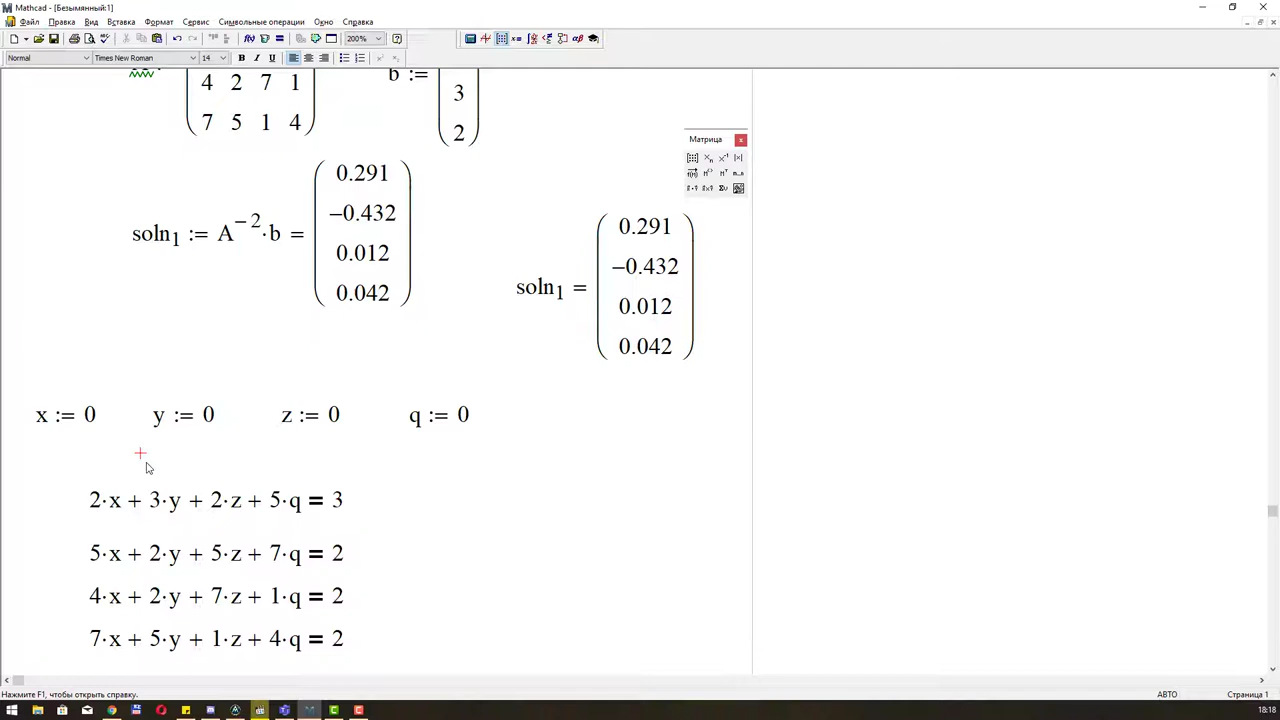 Mathcad - [Безымянный:1]
Файл Правка Вид Вставка Формат Сервис Символьные операции Окно Справка
200%
Normal Times New Roman 14 B I U
4 2 7 1
7 5 1 4
b :=
3
2
Матрица
soln1 := A^-2·b =
0.291
−0.432
0.012
0.042
soln1 =
0.291
−0.432
0.012
0.042
x := 0 y := 0 z := 0 q := 0
2·x + 3·y + 2·z + 5·q = 3
5·x + 2·y + 5·z + 7·q = 2
4·x + 2·y + 7·z + 1·q = 2
7·x + 5·y + 1·z + 4·q = 2
Нажмите F1, чтобы открыть справку. АВТО Страница 1
18:18